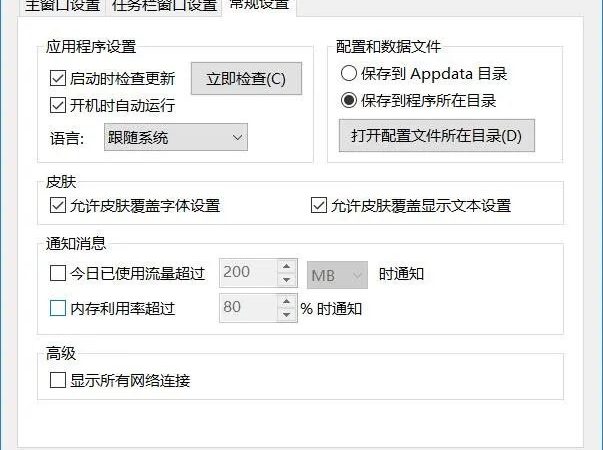 主窗口设置 任务栏窗口设置 常规设置
应用程序设置
启动时检查更新 立即检查(C)
开机时自动运行
语言: 跟随系统
配置和数据文件
保存到 Appdata 目录
保存到程序所在目录
打开配置文件所在目录(D)
皮肤
允许皮肤覆盖字体设置 允许皮肤覆盖显示文本设置
通知消息
今日已使用流量超过 200 MB 时通知
内存利用率超过 80 % 时通知
高级
显示所有网络连接